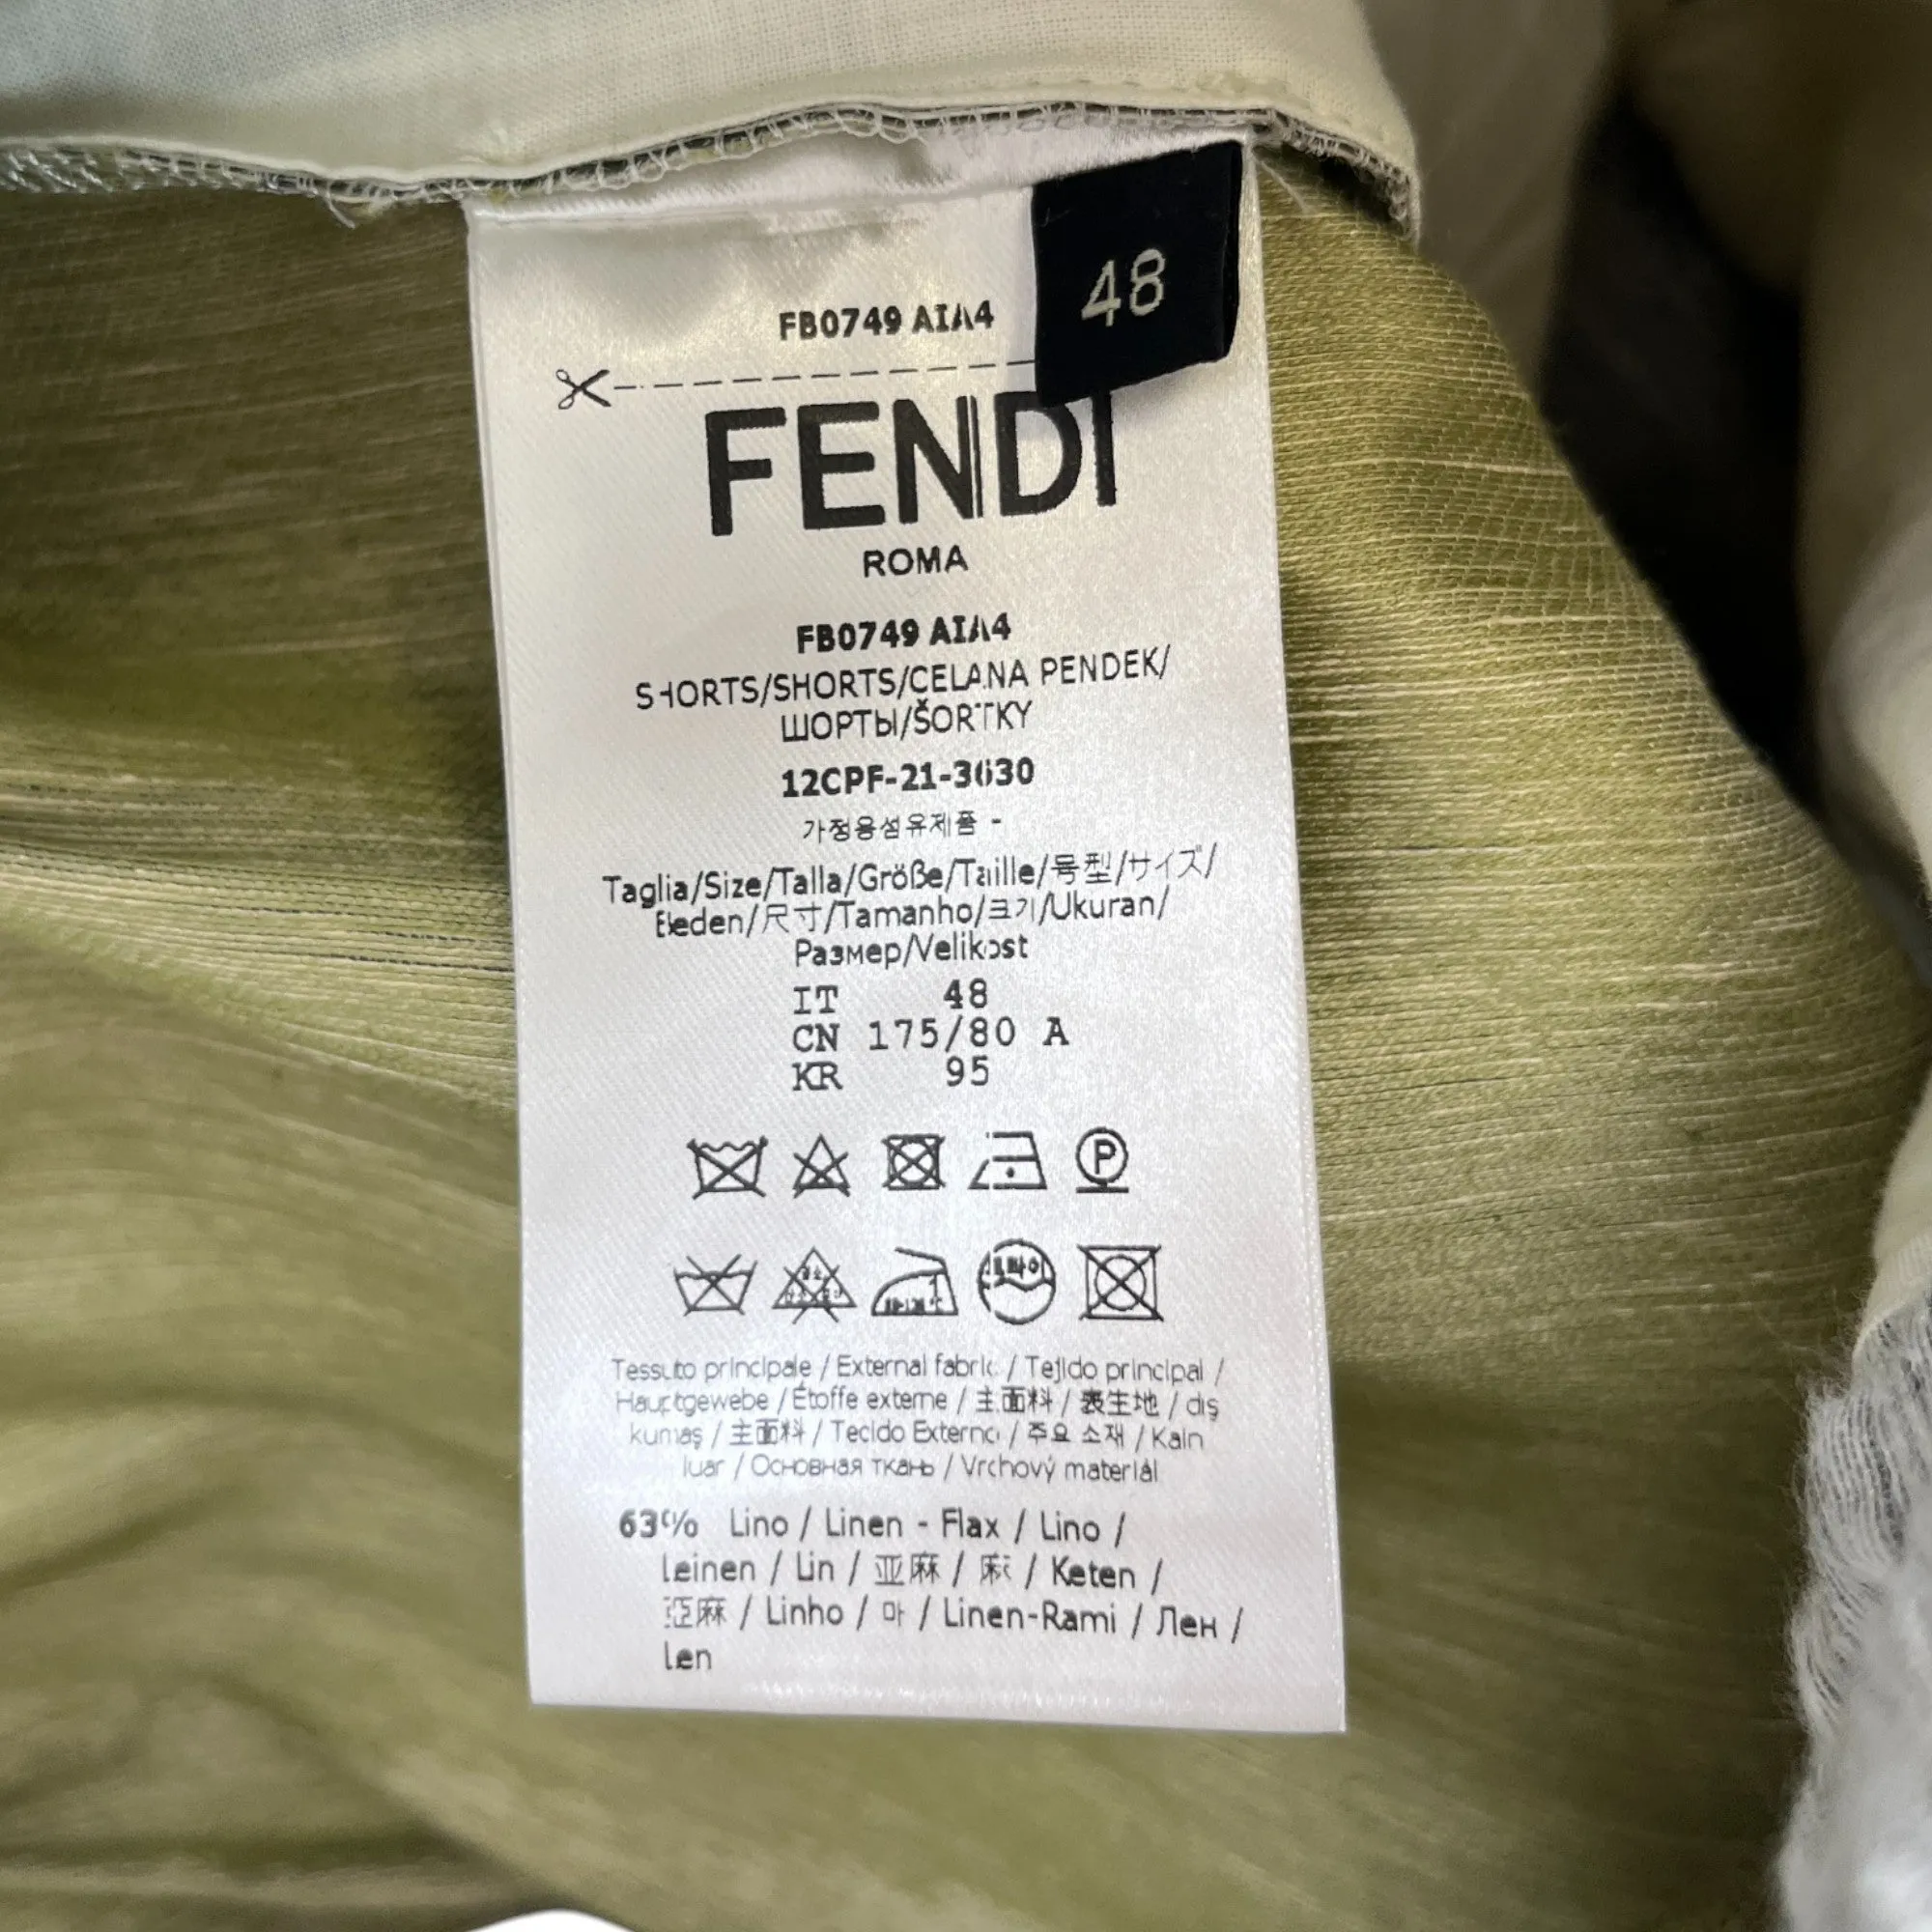 48
FB0749 AIA4
FENDI
ROMA
FB0749 AIA4
SHORTS/SHORTS/CELANA PENDEK/
ШОРТЫ/ŠORTKY
12CPF-21-3630
가정용섬유제품 -
Taglia/Size/Talla/Größe/Taille/号型/サイズ/
Beden/尺寸/Tamanho/크기/Ukuran/
Размер/Velikost
IT 48
CN 175/80 A
KR 95
P
드라이
Tessuto principale / External fabric / Tejido principal /
Hauptgewebe / Étoffe externe / 主面料 / 表生地 / dış
kumaş / 主面料 / Tecido Externo / 주요 소재 / Kain
luar / Основная ткань / Vrchový materiál
63% Lino / Linen - Flax / Lino /
Leinen / Lin / 亚麻 / 麻 / Keten /
亞麻 / Linho / 마 / Linen-Rami / Лен /
Len